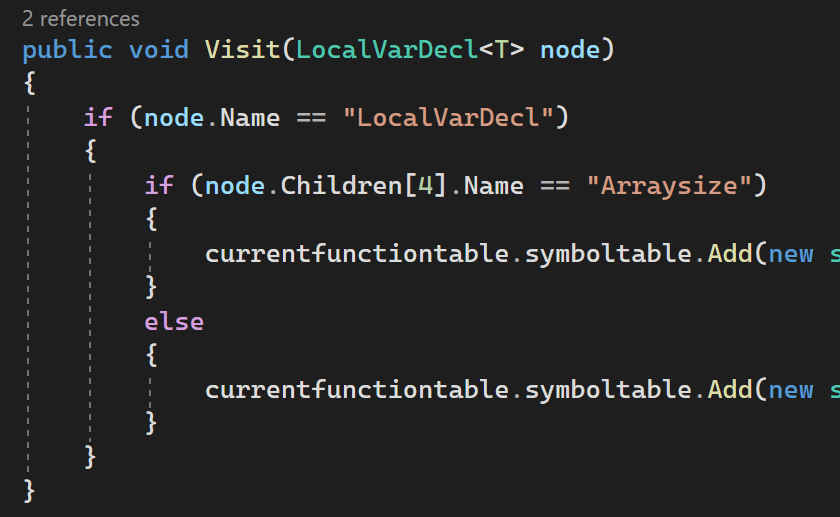 2 references
public void Visit(LocalVarDecl<T> node)
{
if (node.Name == "LocalVarDecl")
{
if (node.Children[4].Name == "Arraysize")
{
currentfunctiontable.symboltable.Add(new s
}
else
{
currentfunctiontable.symboltable.Add(new s
}
}
}